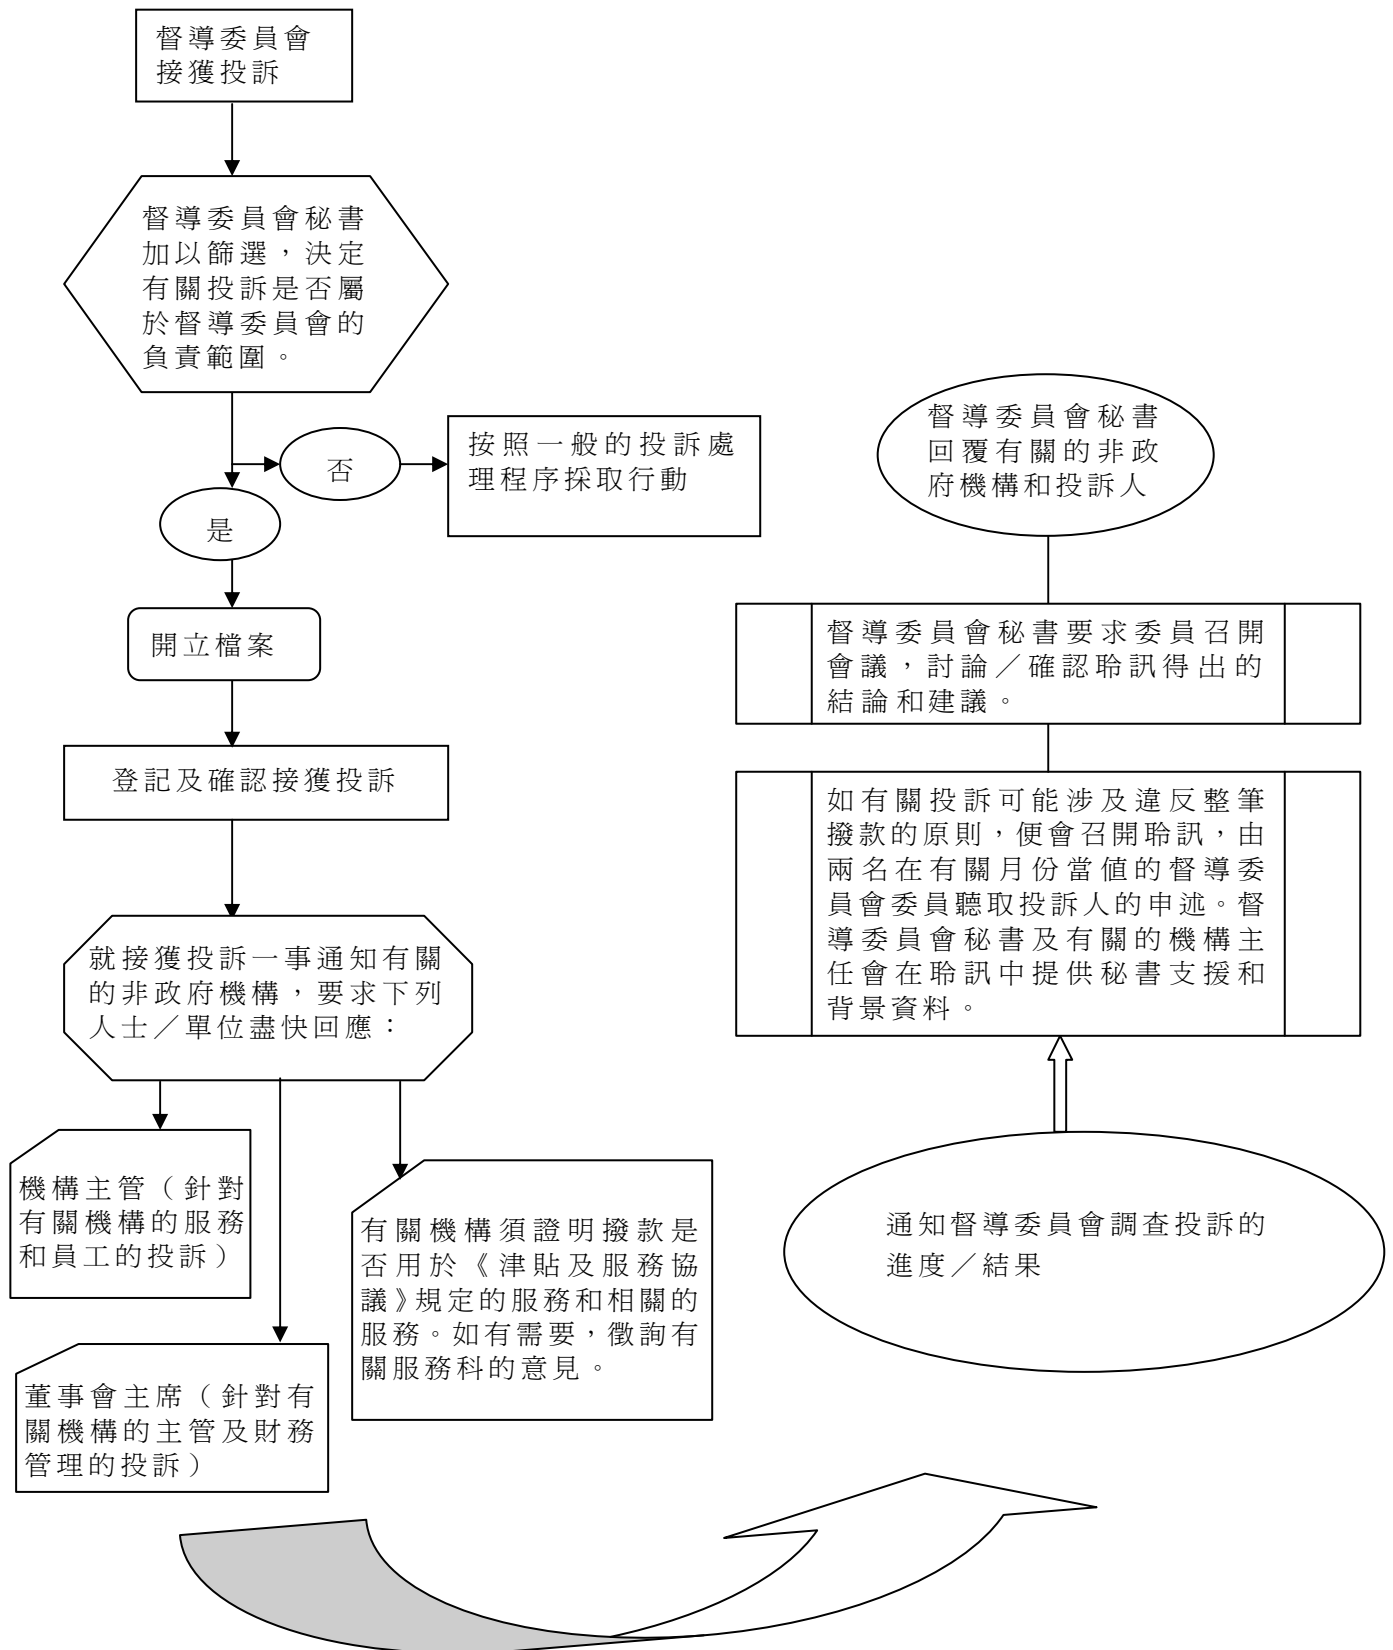 督導委員會
接獲投訴
督導委員會秘書
加以篩選，決定
有關投訴是否屬
於督導委員會的
負責範圍。
否
按照一般的投訴處
理程序採取行動
是
開立檔案
登記及確認接獲投訴
就接獲投訴一事通知有關
的非政府機構，要求下列
人士／單位盡快回應：
機構主管（針對
有關機構的服務
和員工的投訴）
董事會主席（針對有
關機構的主管及財務
管理的投訴）
有關機構須證明撥款是
否用於《津貼及服務協
議》規定的服務和相關的
服務。如有需要，徵詢有
關服務科的意見。
通知督導委員會調查投訴的
進度／結果
如有關投訴可能涉及違反整筆
撥款的原則，便會召開聆訊，由
兩名在有關月份當值的督導委
員會委員聽取投訴人的申述。督
導委員會秘書及有關的機構主
任會在聆訊中提供秘書支援和
背景資料。
督導委員會秘書要求委員召開
會議，討論／確認聆訊得出的
結論和建議。
督導委員會秘書
回覆有關的非政
府機構和投訴人